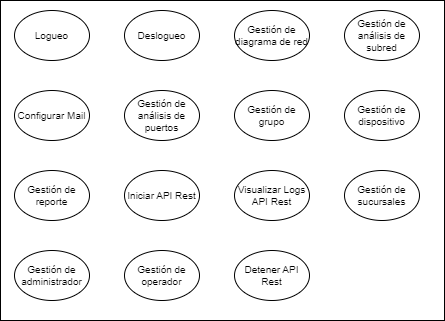 Logueo
Deslogueo
Gestión de
diagrama de red
Gestión de
análisis de
subred
Configurar Mail
Gestión de
análisis de
puertos
Gestión de
grupo
Gestión de
dispositivo
Gestión de
reporte
Iniciar API Rest
Visualizar Logs
API Rest
Gestión de
sucursales
Gestión de
administrador
Gestión de
operador
Detener API
Rest